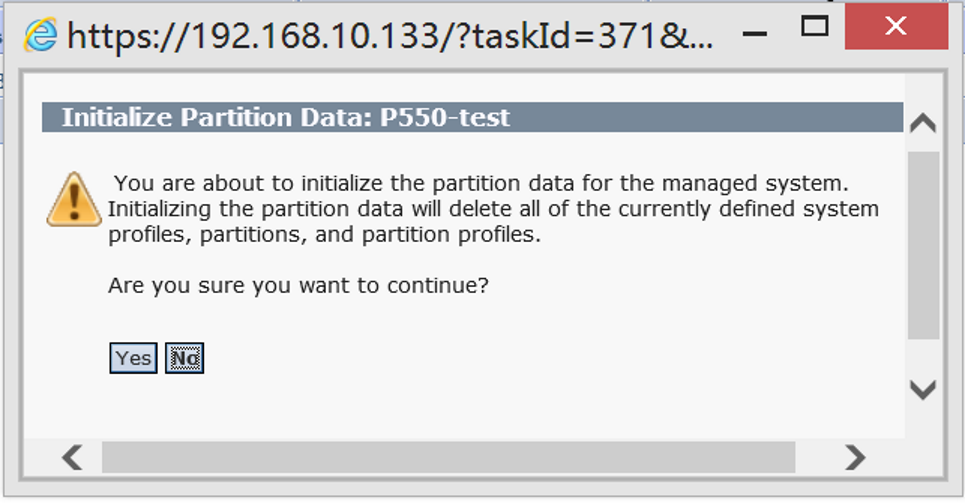 https://192.168.10.133/?taskId=371&...
Initialize Partition Data: P550-test
You are about to initialize the partition data for the managed system.
Initializing the partition data will delete all of the currently defined system
profiles, partitions, and partition profiles.
Are you sure you want to continue?
Yes No